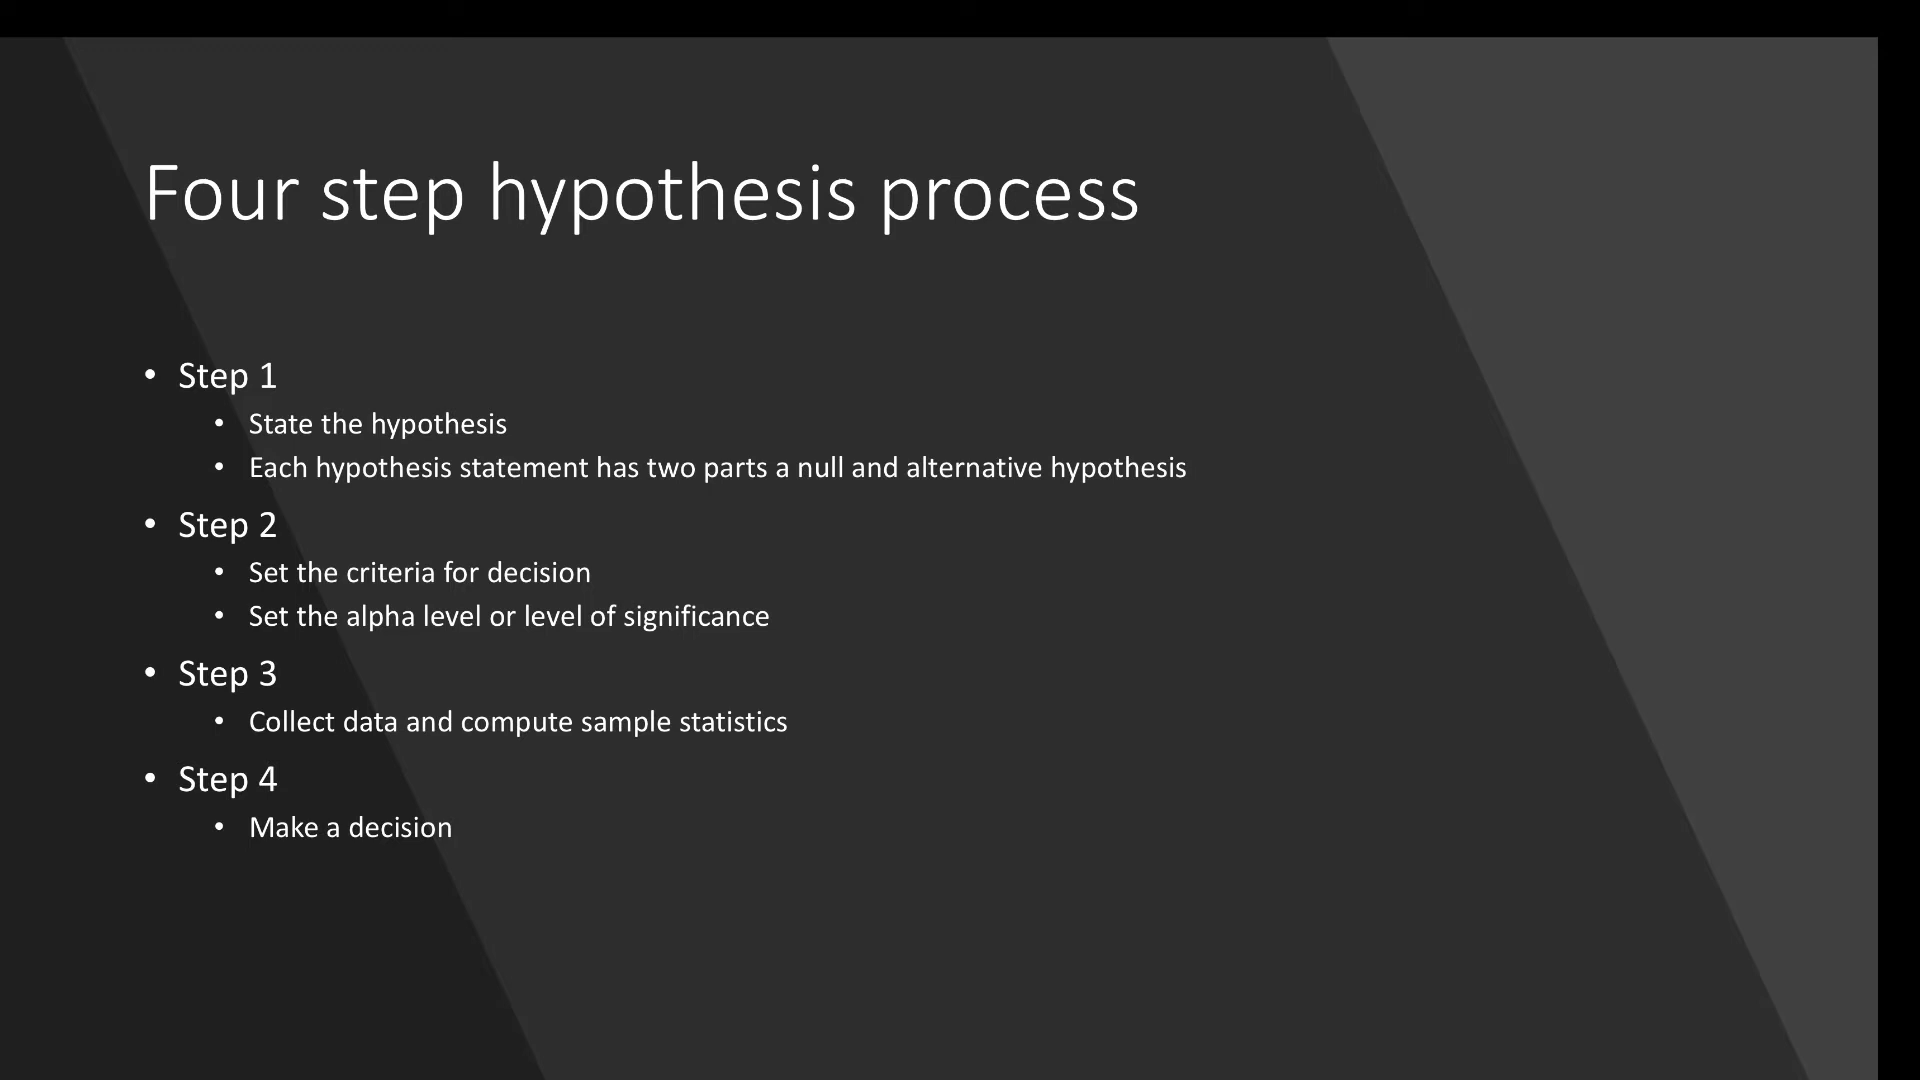 Four step hypothesis process
• Step 1
• State the hypothesis
• Each hypothesis statement has two parts a null and alternative hypothesis
• Step 2
• Set the criteria for decision
• Set the alpha level or level of significance
• Step 3
• Collect data and compute sample statistics
• Step 4
• Make a decision